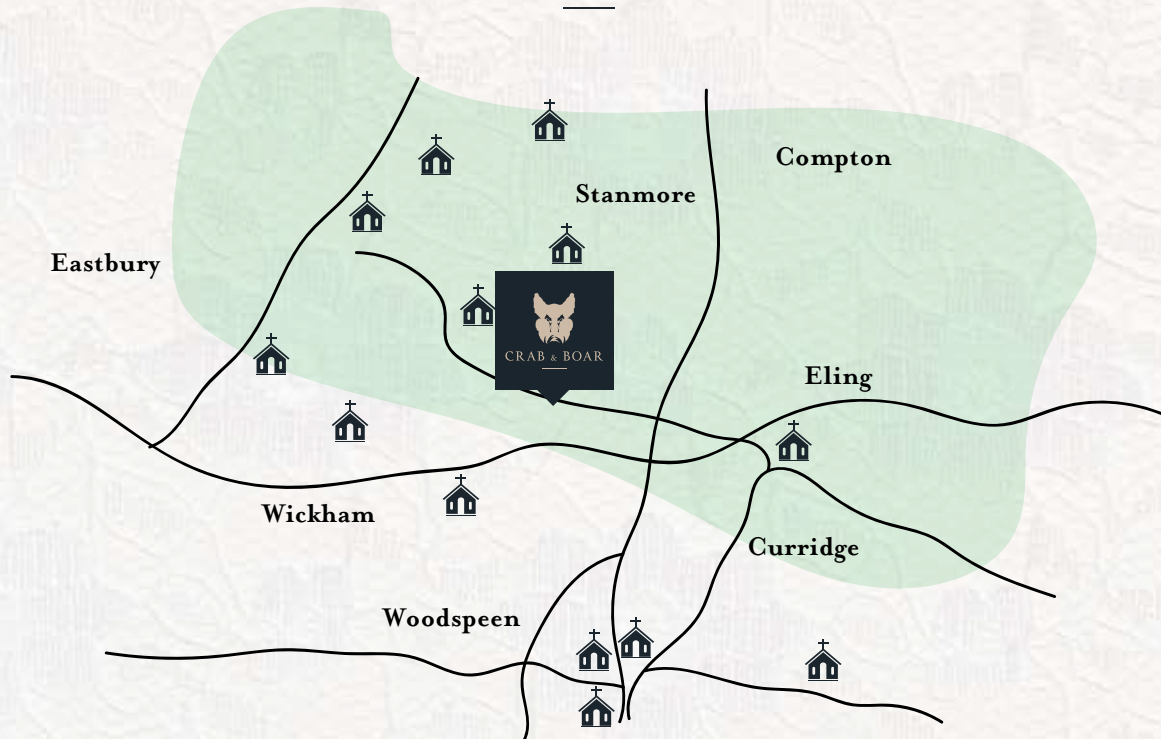 Compton
Stanmore
Eastbury
CRAB & BOAR
Eling
Wickham
Curridge
Woodspeen